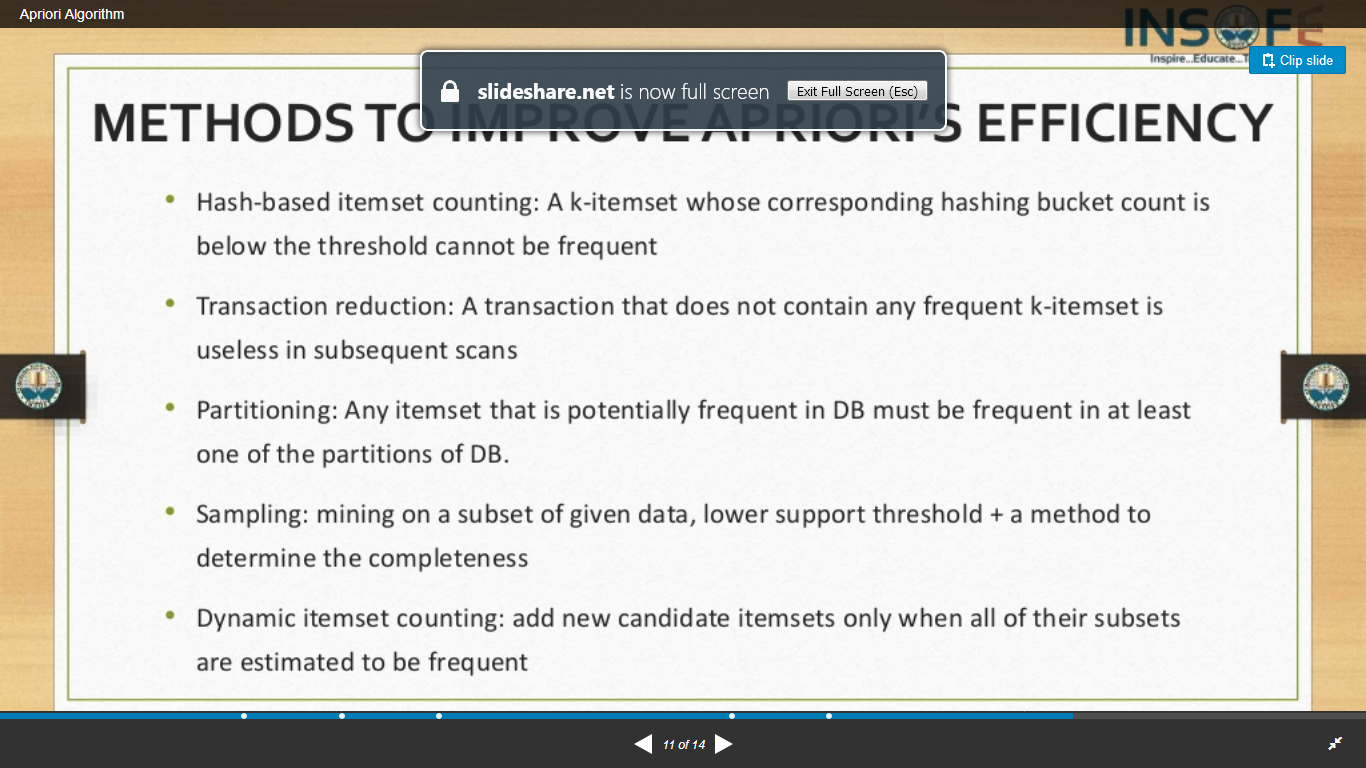 Apriori Algorithm
INSOFE
Inspire...Educate...T
Clip slide
slideshare.net is now full screen
Exit Full Screen (Esc)
METHODS TO IMPROVE APRIORI'S EFFICIENCY
• Hash-based itemset counting: A k-itemset whose corresponding hashing bucket count is
below the threshold cannot be frequent
• Transaction reduction: A transaction that does not contain any frequent k-itemset is
useless in subsequent scans
• Partitioning: Any itemset that is potentially frequent in DB must be frequent in at least
one of the partitions of DB.
• Sampling: mining on a subset of given data, lower support threshold + a method to
determine the completeness
• Dynamic itemset counting: add new candidate itemsets only when all of their subsets
are estimated to be frequent
11 of 14